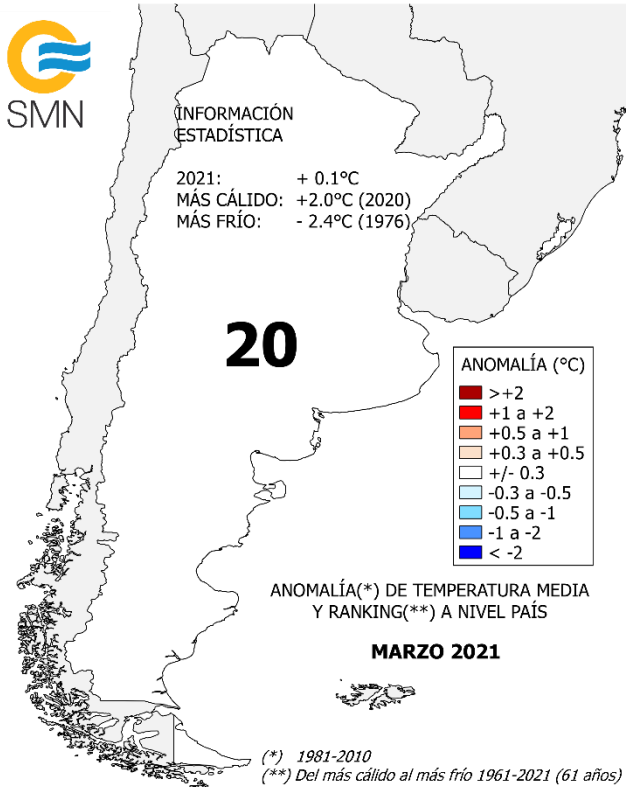 SMN
INFORMACIÓN
ESTADÍSTICA
2021: + 0.1°C
MÁS CÁLIDO: +2.0°C (2020)
MÁS FRÍO: - 2.4°C (1976)
20
ANOMALÍA (°C)
>+2
+1 a +2
+0.5 a +1
+0.3 a +0.5
+/- 0.3
-0.3 a -0.5
-0.5 a -1
-1 a -2
< -2
ANOMALÍA(*) DE TEMPERATURA MEDIA
Y RANKING(**) A NIVEL PAÍS
MARZO 2021
(*) 1981-2010
(**) Del más cálido al más frío 1961-2021 (61 años)